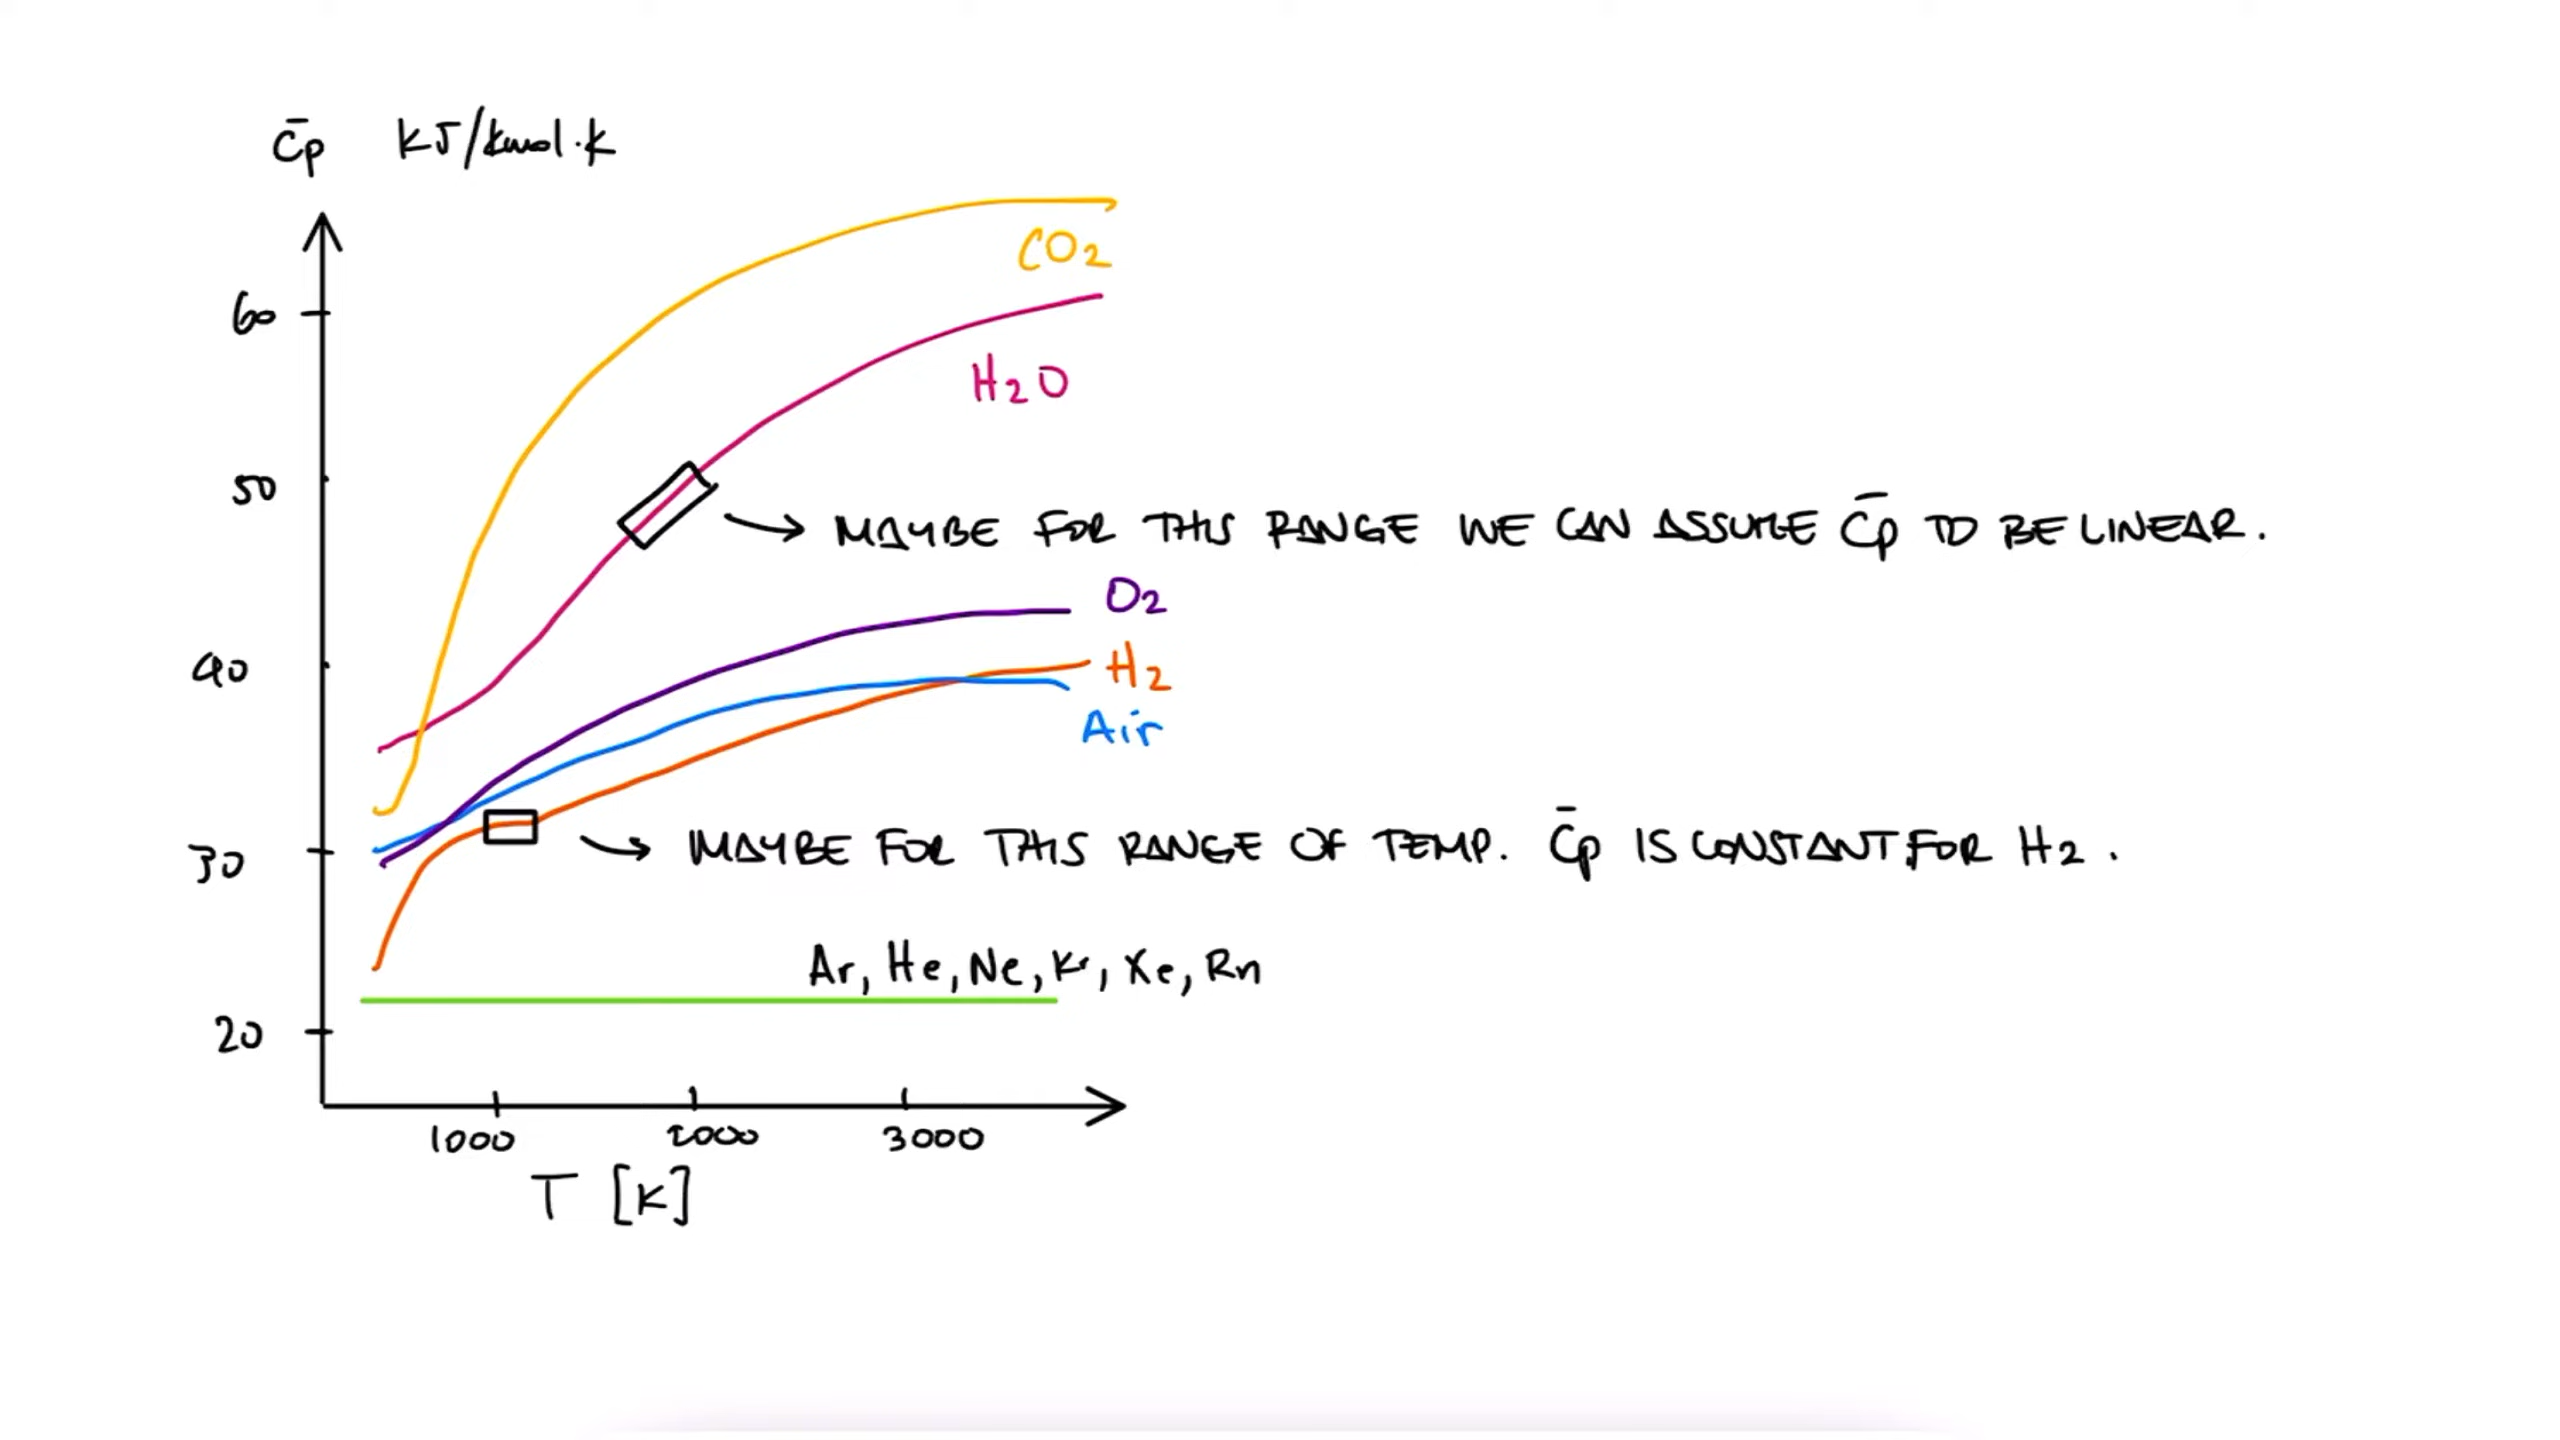 C̄p KJ/kmol·K
CO2
60
H2O
50
MAYBE FOR THIS RANGE WE CAN ASSUME C̄p TO BE LINEAR.
O2
40
H2
Air
30
MAYBE FOR THIS RANGE OF TEMP. C̄p IS CONSTANT FOR H2.
Ar, He, Ne, Kr, Xe, Rn
20
1000 2000 3000
T [K]